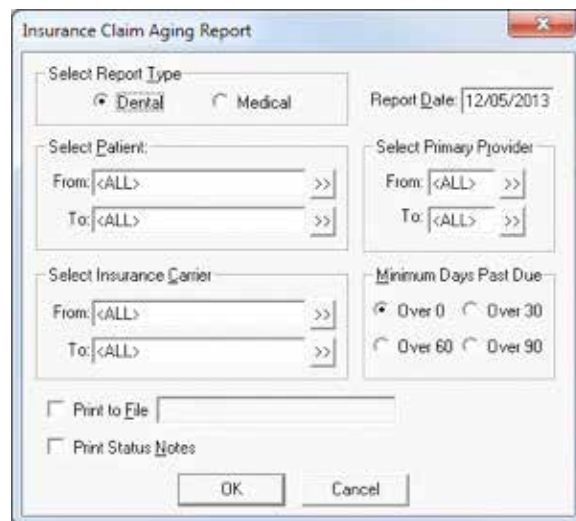 Insurance Claim Aging Report
Select Report Type
Dental Medical
Report Date: 12/05/2013
Select Patient:
From: <ALL> >>
To: <ALL> >>
Select Primary Provider
From: <ALL> >>
To: <ALL> >>
Select Insurance Carrier
From: <ALL> >>
To: <ALL> >>
Minimum Days Past Due
Over 0 Over 30
Over 60 Over 90
Print to File
Print Status Notes
OK Cancel